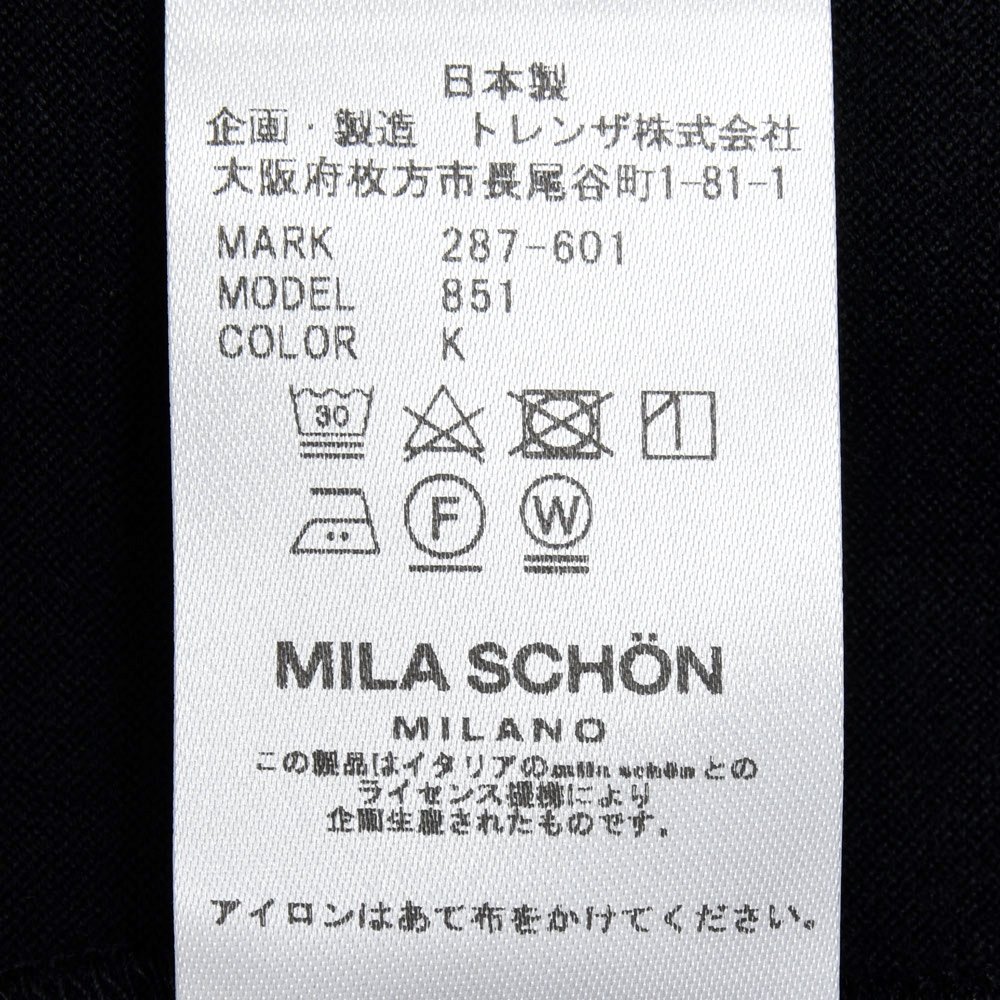 日本製
企画・製造　トレンザ株式会社
大阪府枚方市長尾谷町1-81-1
MARK 287-601
MODEL 851
COLOR K
30
F W
MILA SCHÖN
MILANO
この製品はイタリアのmila schönとの
ライセンス提携により
企画生産されたものです。
アイロンはあて布をかけてください。